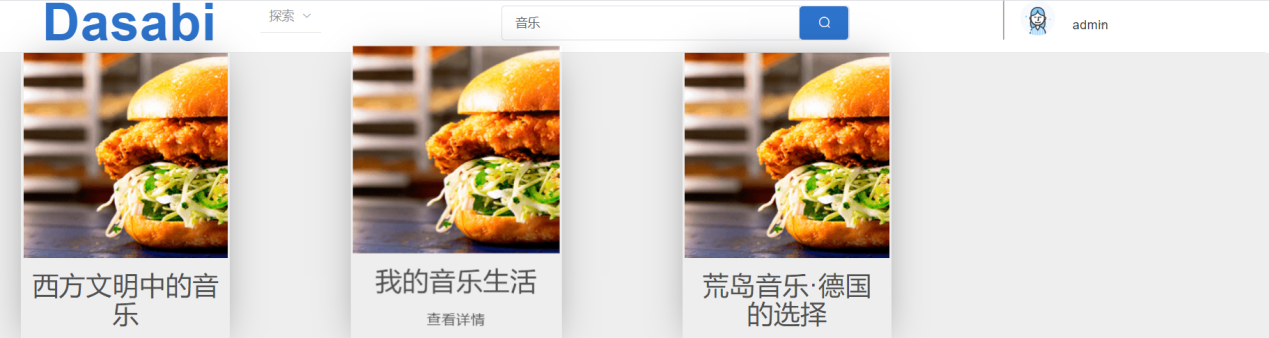 Dasabi
探索
音乐
admin
西方文明中的音
乐
我的音乐生活
查看详情
荒岛音乐·德国
的选择